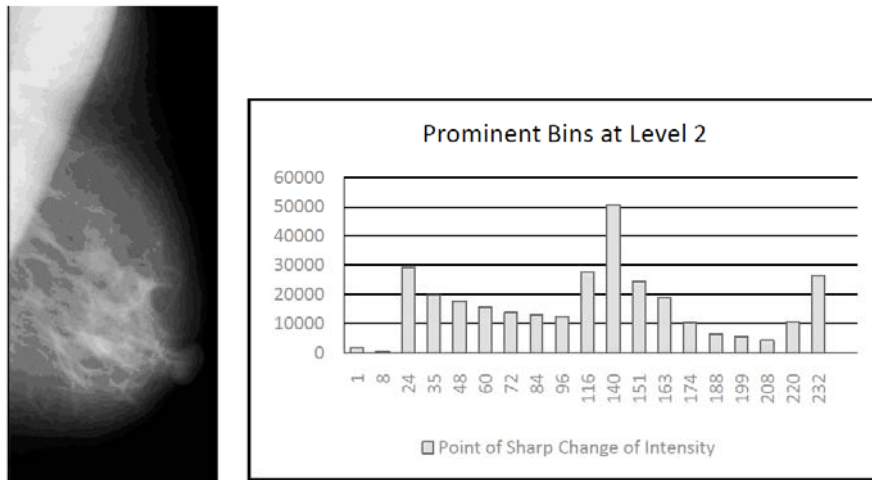 Prominent Bins at Level 2
60000
50000
40000
30000
20000
10000
0
1 8 24 35 48 60 72 84 96 116 140 151 163 174 188 199 208 220 232
Point of Sharp Change of Intensity